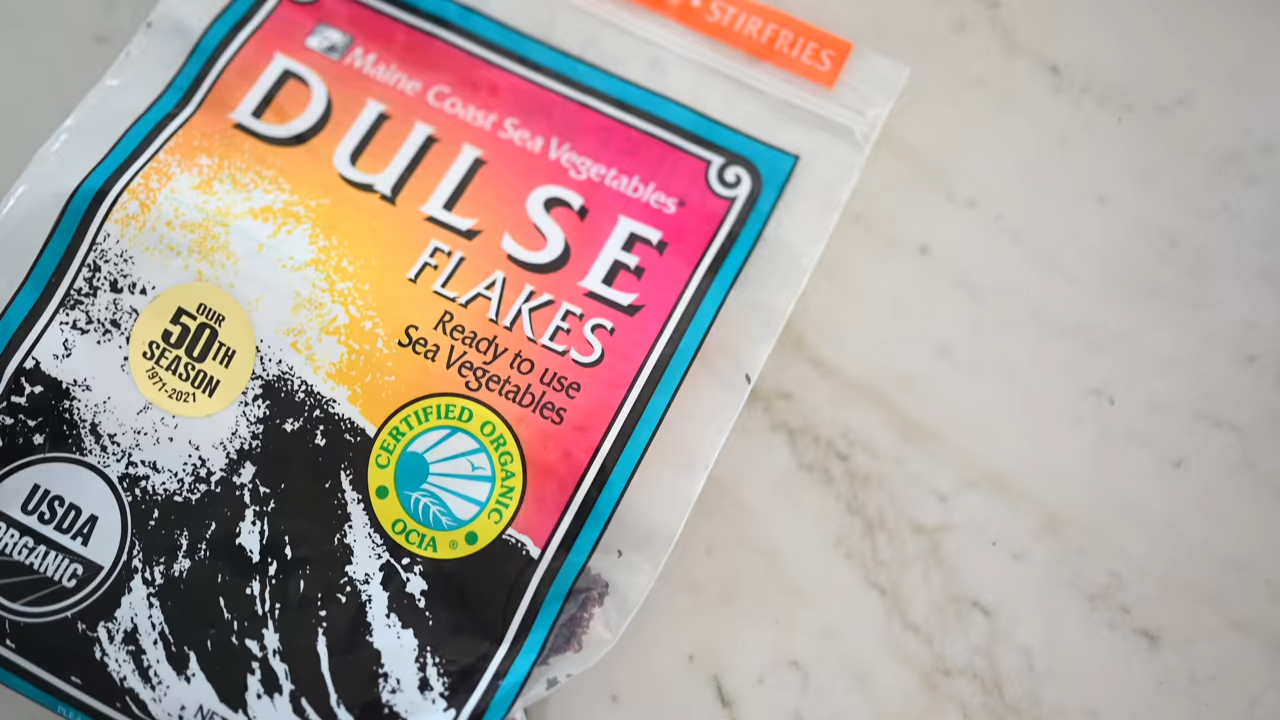 • STIRFRIES
Maine Coast Sea Vegetables®
DULSE
FLAKES
Ready to use
Sea Vegetables
OUR
50TH
SEASON
1971-2021
CERTIFIED ORGANIC
OCIA ®
USDA
ORGANIC